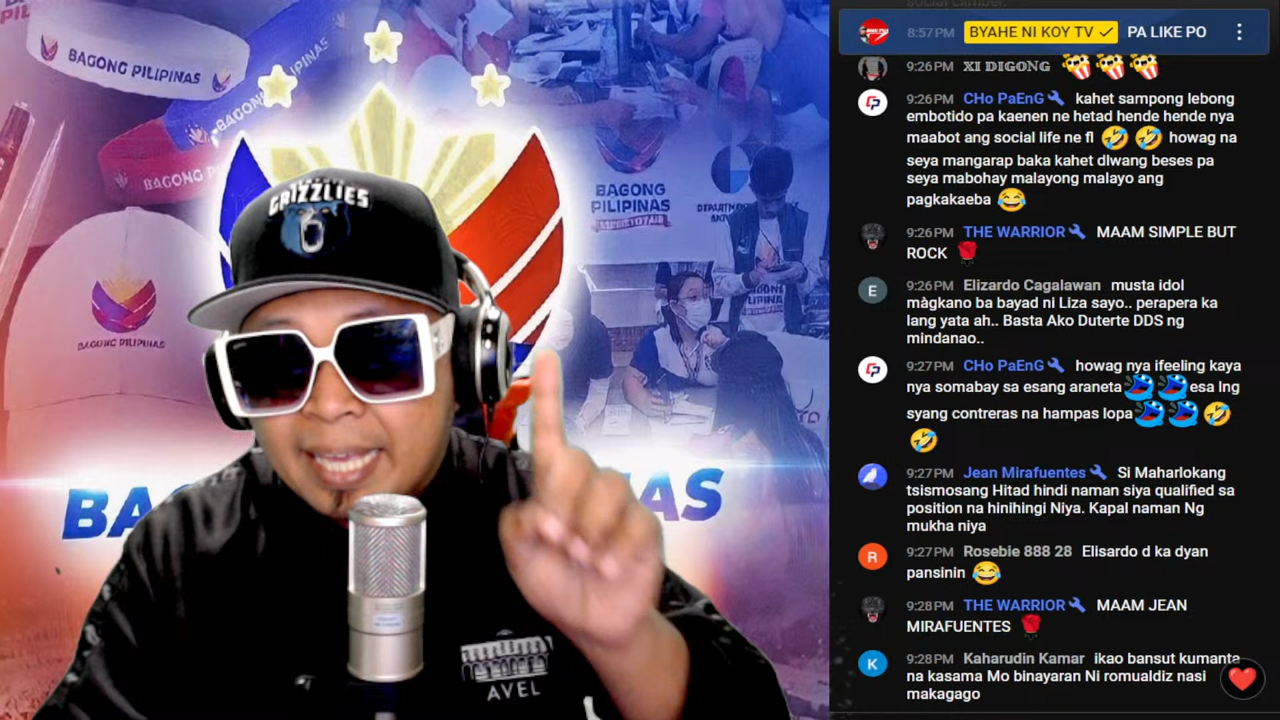 BAGONG PILIPINAS
BAGONG PILIPINAS
BAGONG
BAGONG PILIPINAS
BAGONG
PILIPINAS
GRIZZLIES
AVEL
social climber.
8:57 PM BYAHE NI KOY TV PA LIKE PO
9:26 PM XI DIGONG
9:26 PM CHo PaEnG kahet sampong lebong
embotido pa kaenen ne hetad hende hende nya
maabot ang social life ne fl 🤣 🤣 howag na
seya mangarap baka kahet dlwang beses pa
seya mabohay malayong malayo ang
pagkakaeba 😂
9:26 PM THE WARRIOR MAAM SIMPLE BUT
ROCK 🌹
E 9:26 PM Elizardo Cagalawan musta idol
màgkano ba bayad ni Liza sayo.. perapera ka
lang yata ah.. Basta Ako Duterte DDS ng
mindanao..
9:27 PM CHo PaEnG howag nya ifeeling kaya
nya somabay sa esang araneta esa lng
syang contreras na hampas lopa 🤣
🤣
9:27 PM Jean Mirafuentes Si Maharlokang
tsismosang Hitad hindi naman siya qualified sa
position na hinihingi Niya. Kapal naman Ng
mukha niya
R 9:27 PM Rosebie 888 28 Elisardo d ka dyan
pansinin 😂
9:28 PM THE WARRIOR MAAM JEAN
MIRAFUENTES 🌹
K 9:28 PM Kaharudin Kamar ikao bansut kumanta
na kasama Mo binayaran Ni romualdiz nasi
makagago